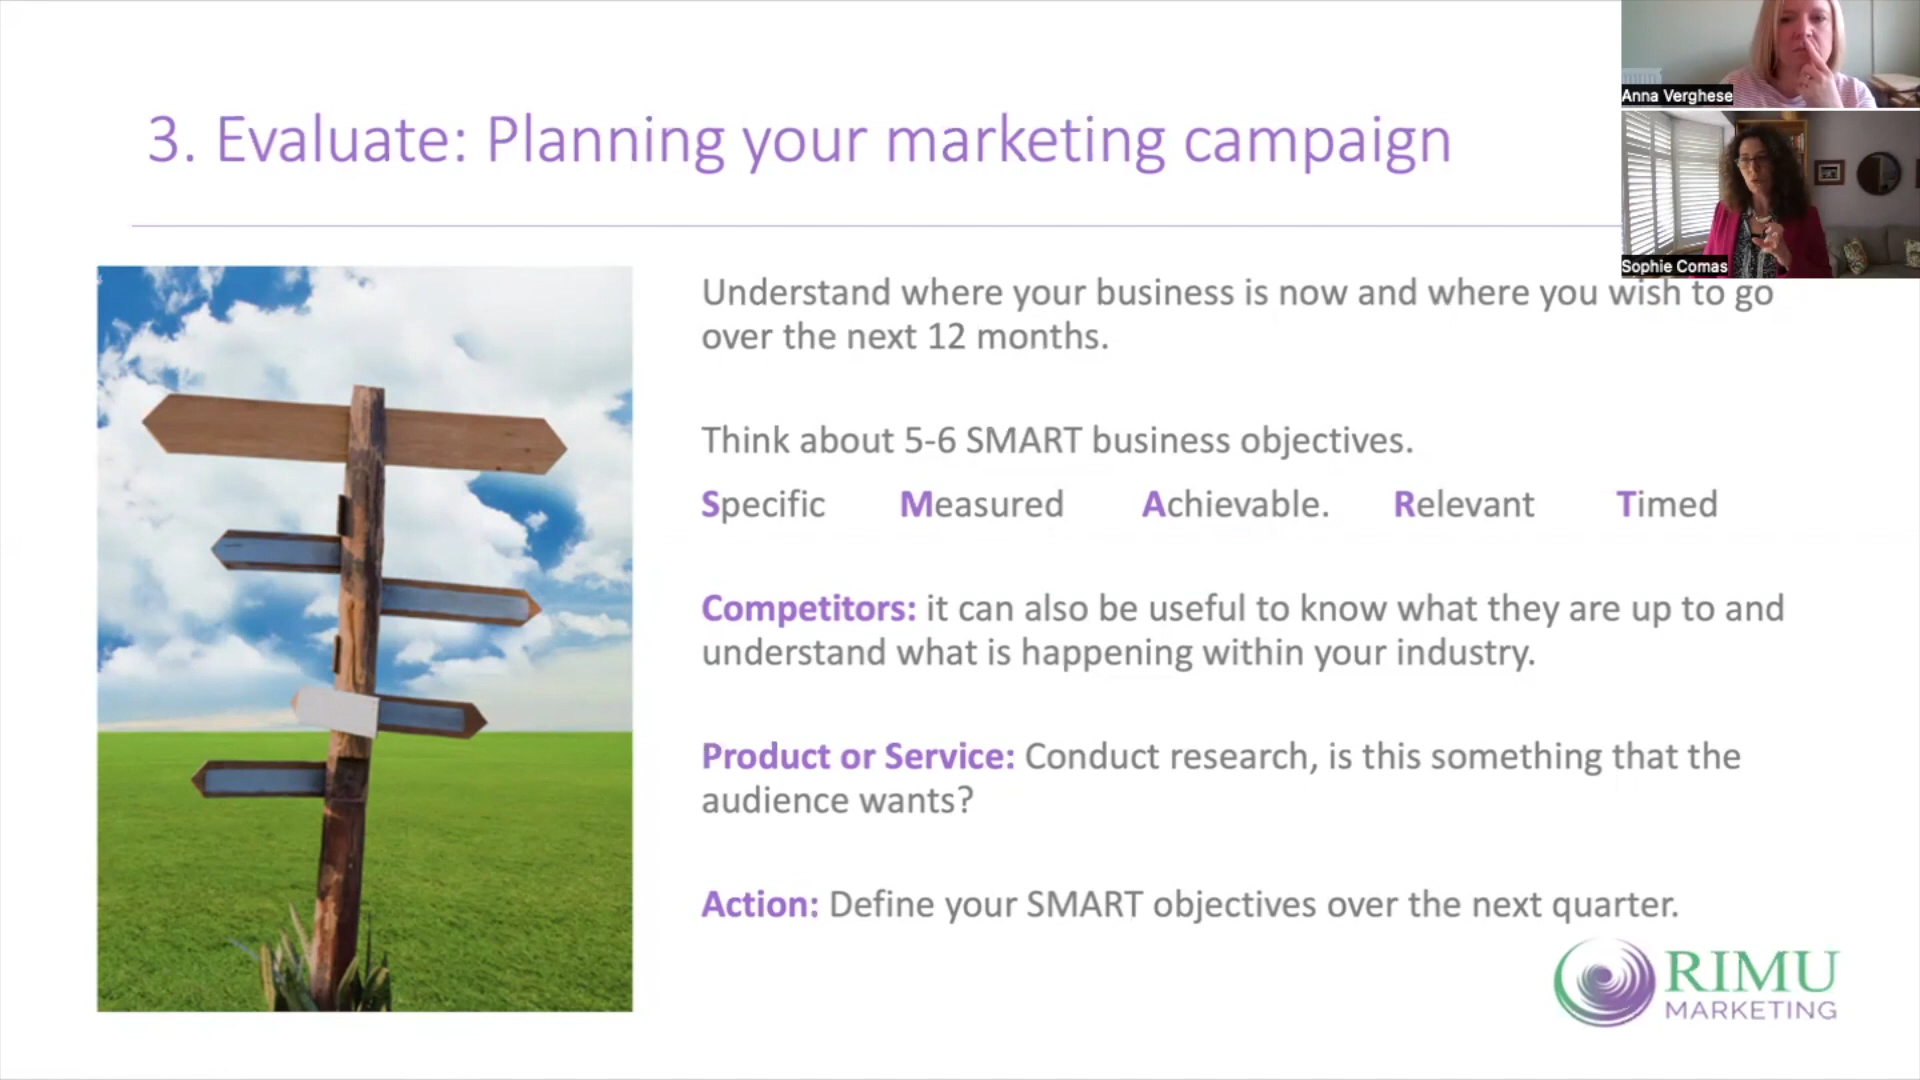 3. Evaluate: Planning your marketing campaign
Anna Verghese
Sophie Comas
Understand where your business is now and where you wish to go
over the next 12 months.
Think about 5-6 SMART business objectives.
Specific Measured Achievable. Relevant Timed
Competitors: it can also be useful to know what they are up to and
understand what is happening within your industry.
Product or Service: Conduct research, is this something that the
audience wants?
Action: Define your SMART objectives over the next quarter.
RIMU
MARKETING